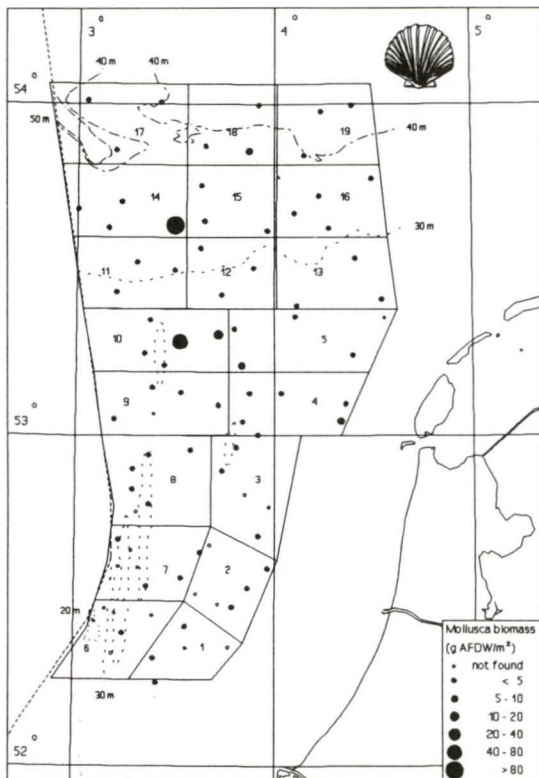 3 4 5
40 m 40 m
54
50 m 17 18 19 40 m
14 15 16
30 m
11 12 13
10 5
9 4
53
8 3
7 2
20 m
6 1
30 m
52
Mollusca biomass
(g AFDW/m²)
not found
< 5
5 - 10
10 - 20
20 - 40
40 - 80
> 80